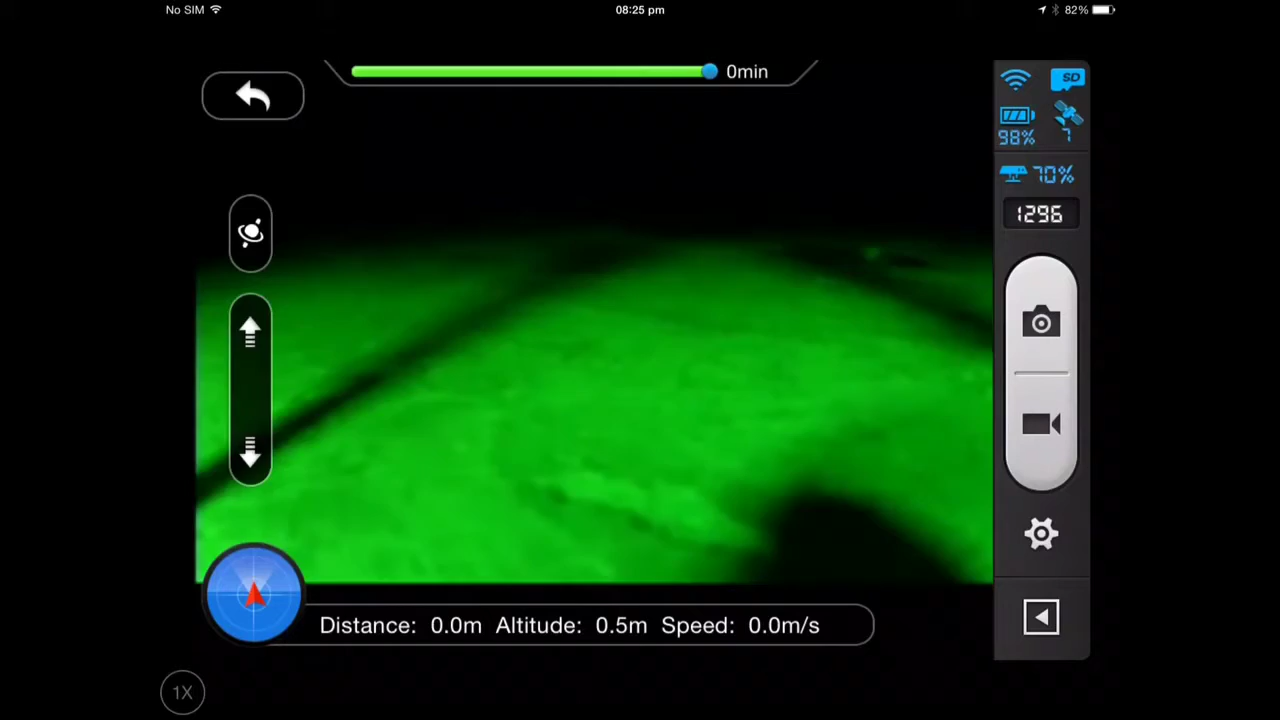 No SIM 08:25 pm 82%
0min
SD
98% 7
70%
1296
Distance: 0.0m Altitude: 0.5m Speed: 0.0m/s
1X